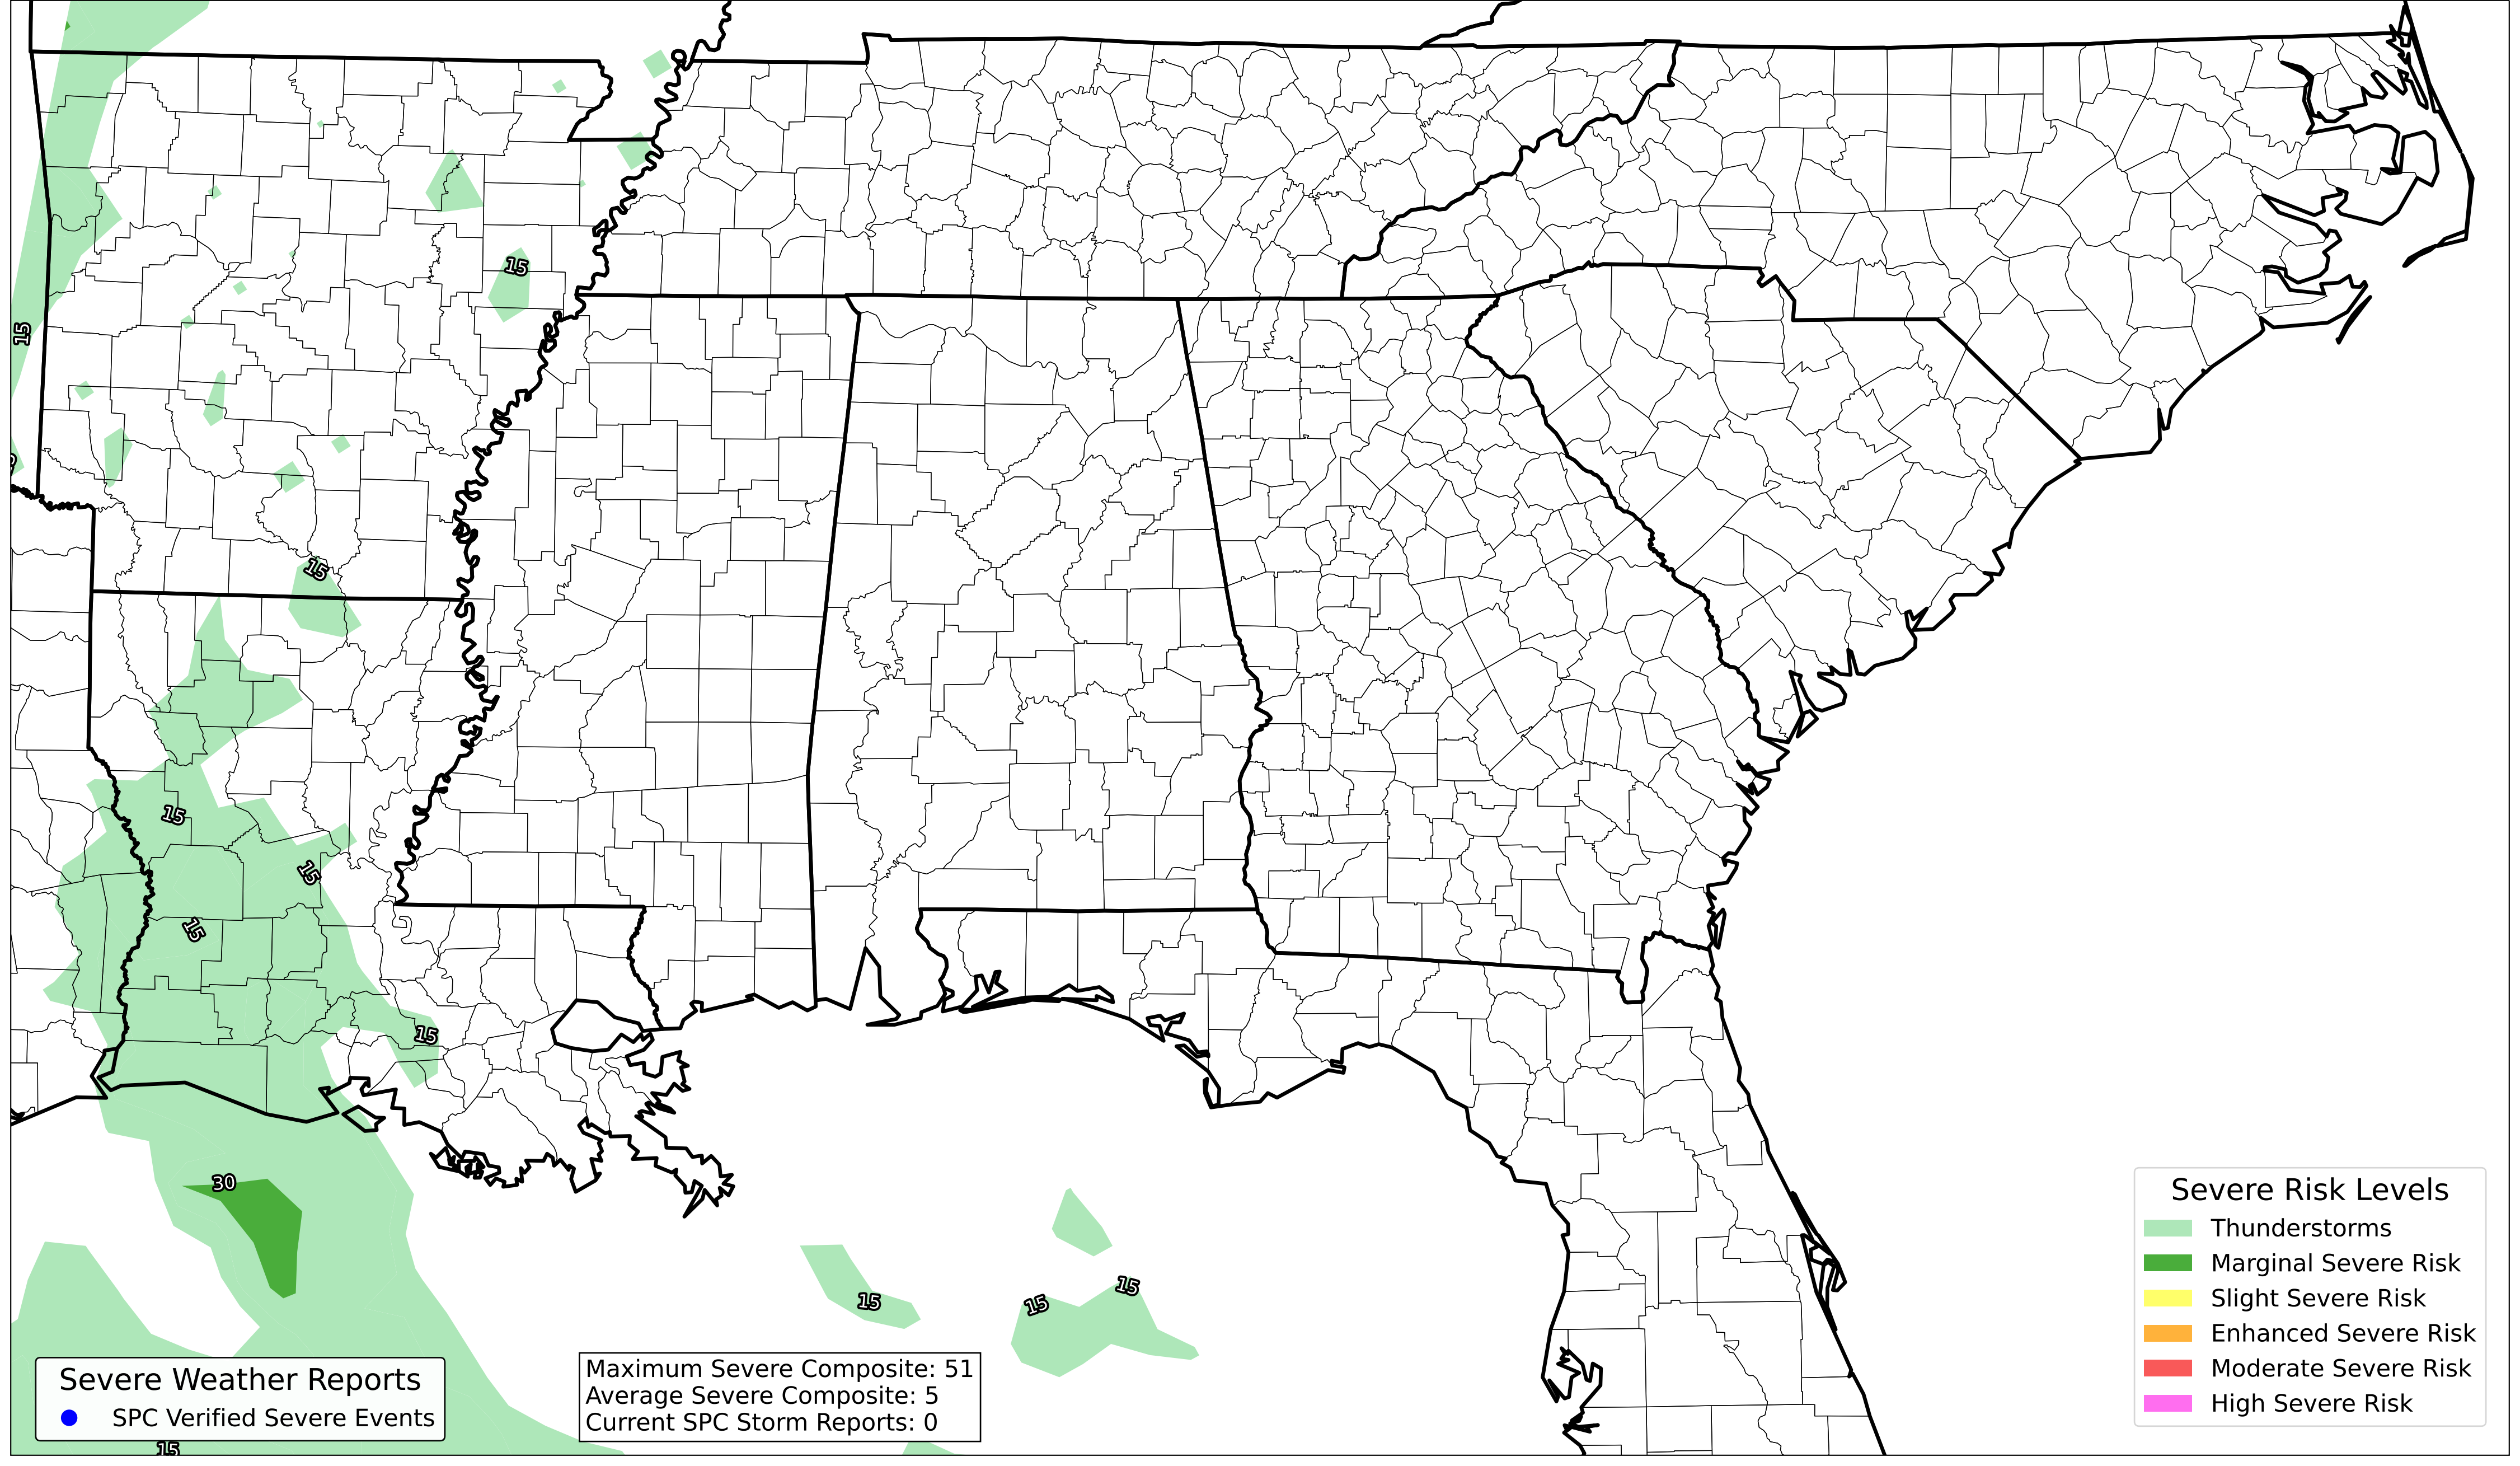 15
15
15
15
15
15
15
30
15
15
15
15
Severe Weather Reports
SPC Verified Severe Events
Maximum Severe Composite: 51
Average Severe Composite: 5
Current SPC Storm Reports: 0
Severe Risk Levels
Thunderstorms
Marginal Severe Risk
Slight Severe Risk
Enhanced Severe Risk
Moderate Severe Risk
High Severe Risk